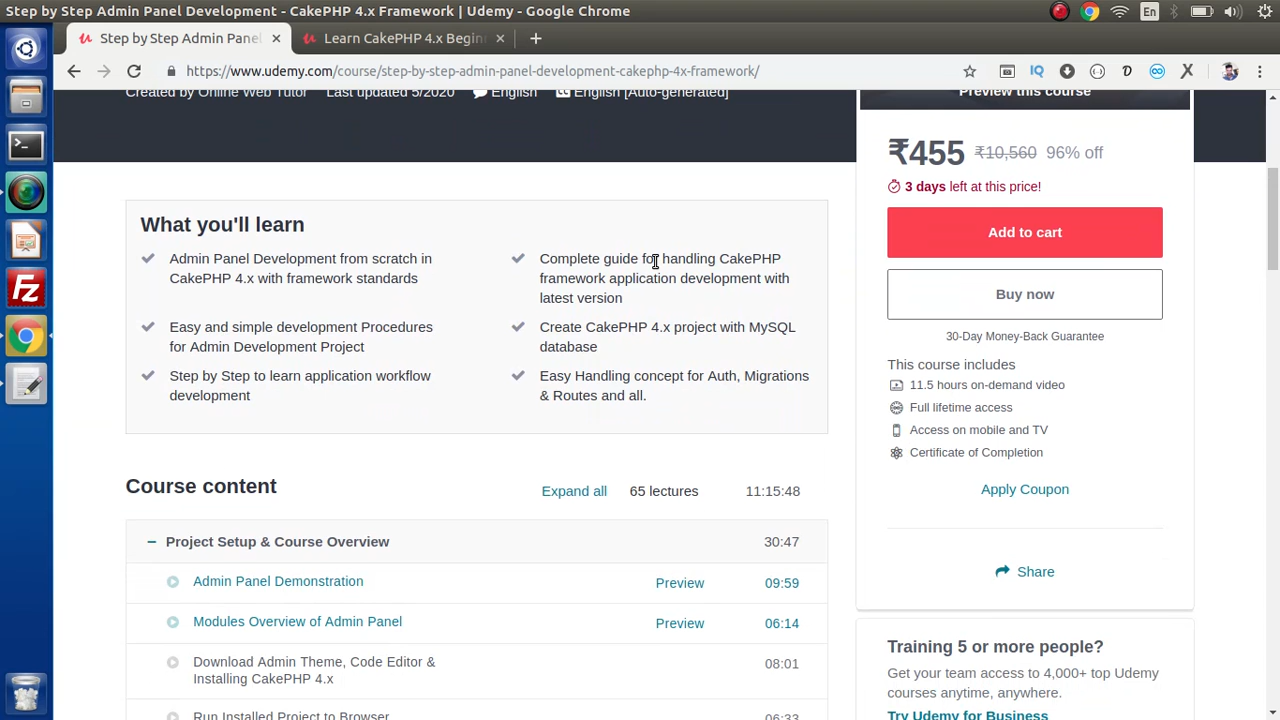 Step by Step Admin Panel Development - CakePHP 4.x Framework | Udemy - Google Chrome
En
Step by Step Admin Panel
Learn CakePHP 4.x Beginn
https://www.udemy.com/course/step-by-step-admin-panel-development-cakephp-4x-framework/
IQ
Created by Online Web Tutor Last updated 5/2020 English English [Auto-generated]
Preview this course
₹455 ₹10,560 96% off
3 days left at this price!
Add to cart
Buy now
30-Day Money-Back Guarantee
This course includes
11.5 hours on-demand video
Full lifetime access
Access on mobile and TV
Certificate of Completion
Apply Coupon
Share
Training 5 or more people?
Get your team access to 4,000+ top Udemy
courses anytime, anywhere.
Try Udemy for Business
What you'll learn
Admin Panel Development from scratch in
CakePHP 4.x with framework standards
Complete guide for handling CakePHP
framework application development with
latest version
Easy and simple development Procedures
for Admin Development Project
Create CakePHP 4.x project with MySQL
database
Step by Step to learn application workflow
development
Easy Handling concept for Auth, Migrations
& Routes and all.
Course content Expand all 65 lectures 11:15:48
Project Setup & Course Overview 30:47
Admin Panel Demonstration Preview 09:59
Modules Overview of Admin Panel Preview 06:14
Download Admin Theme, Code Editor & 08:01
Installing CakePHP 4.x
Run Installed Project to Browser 06:33